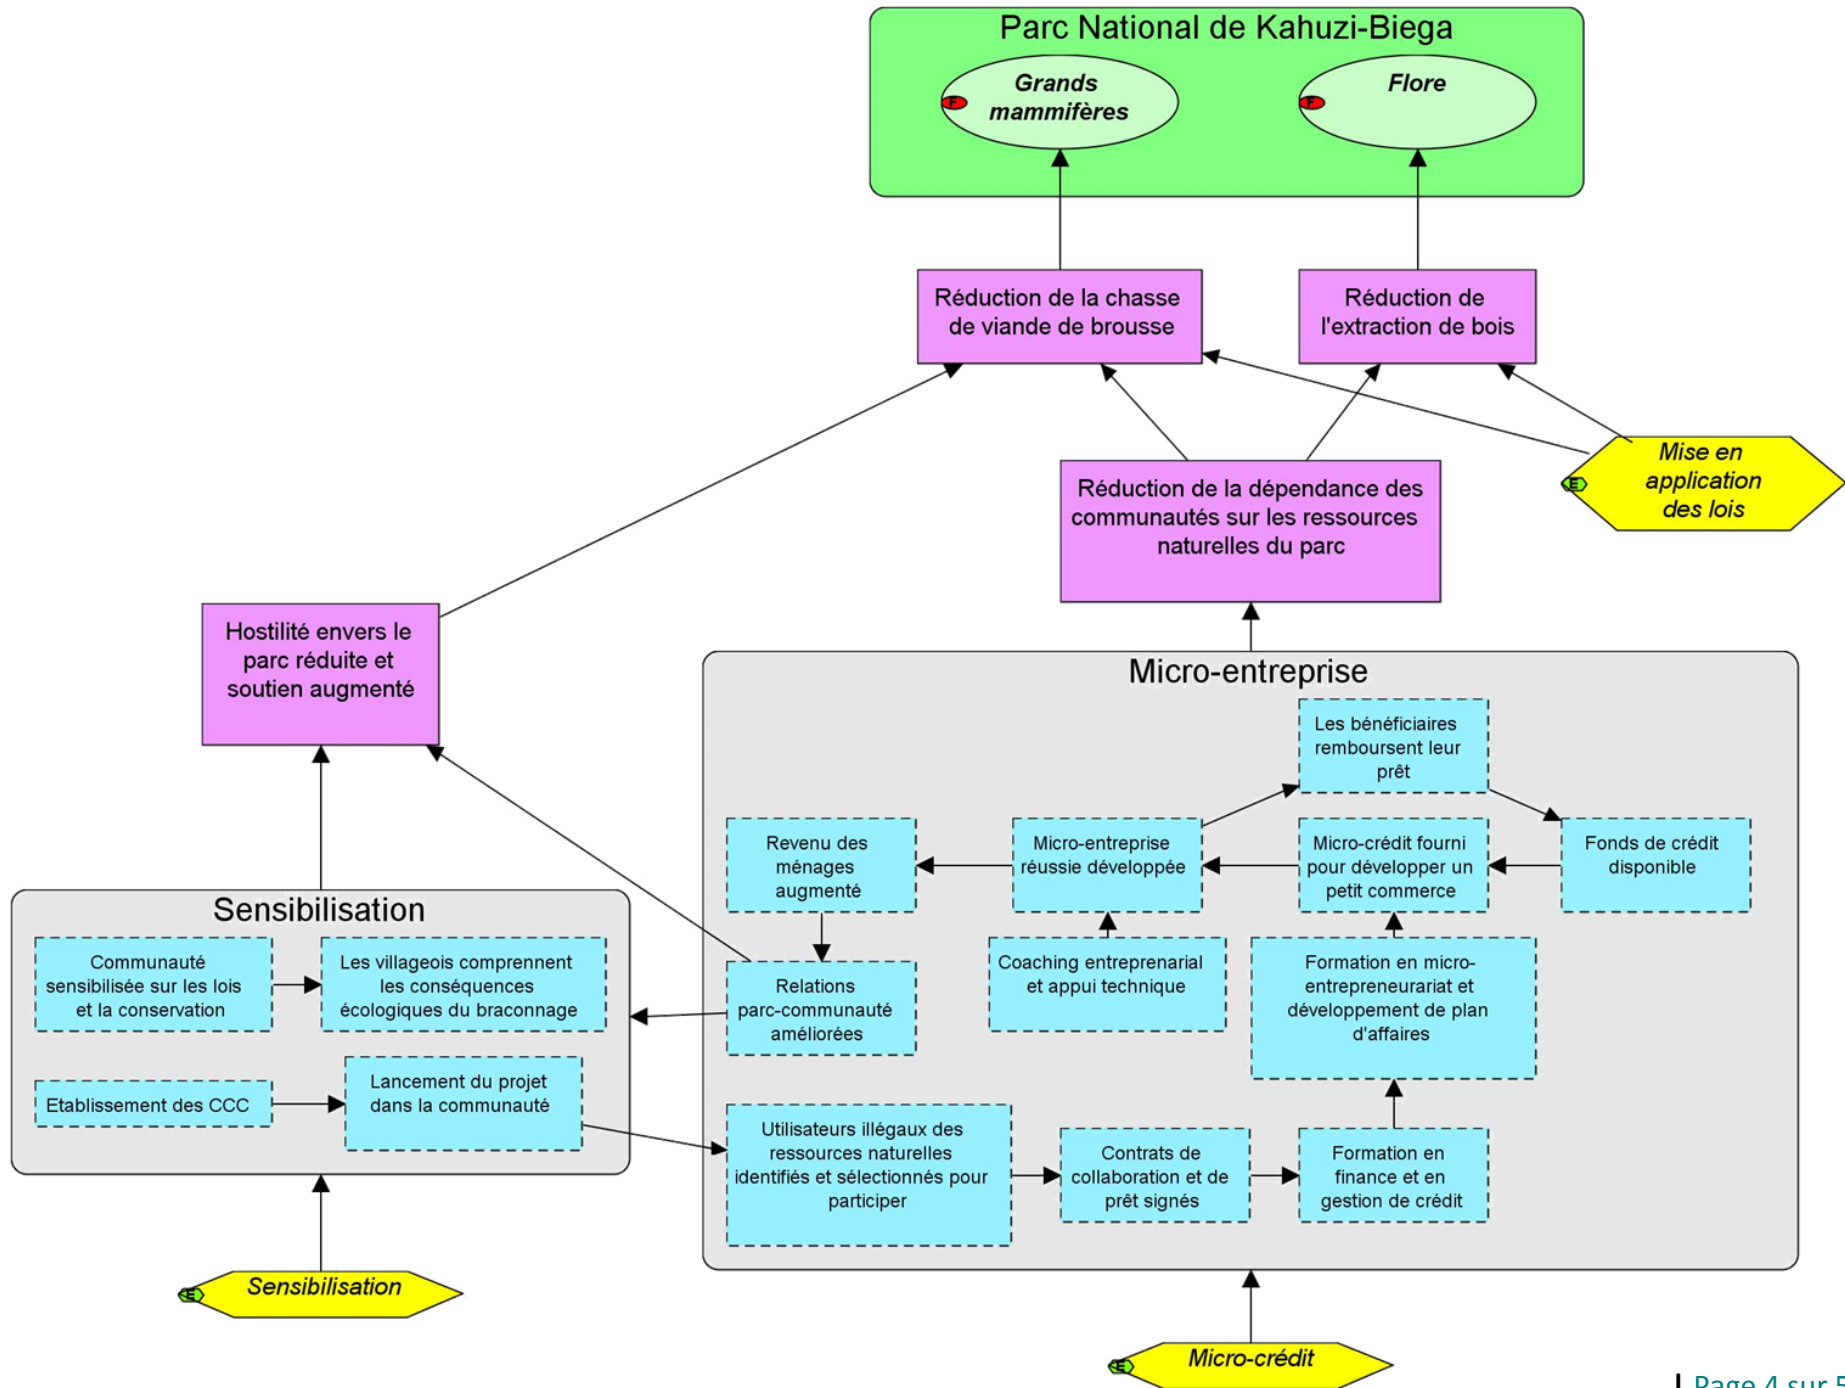 Parc National de Kahuzi-Biega
Grands
mammifères
F
Flore
F
Réduction de la chasse
de viande de brousse
Réduction de
l'extraction de bois
Mise en
application
des lois
E
Réduction de la dépendance des
communautés sur les ressources
naturelles du parc
Hostilité envers le
parc réduite et
soutien augmenté
Micro-entreprise
Les bénéficiaires
remboursent leur
prêt
Revenu des
ménages
augmenté
Micro-entreprise
réussie développée
Micro-crédit fourni
pour développer un
petit commerce
Fonds de crédit
disponible
Sensibilisation
Communauté
sensibilisée sur les lois
et la conservation
Les villageois comprennent
les conséquences
écologiques du braconnage
Relations
parc-communauté
améliorées
Coaching entreprenarial
et appui technique
Formation en micro-
entrepreneurariat et
développement de plan
d'affaires
Etablissement des CCC
Lancement du projet
dans la communauté
Utilisateurs illégaux des
ressources naturelles
identifiés et sélectionnés pour
participer
Contrats de
collaboration et de
prêt signés
Formation en
finance et en
gestion de crédit
Sensibilisation
E
Micro-crédit
E
| Page 4 sur 5